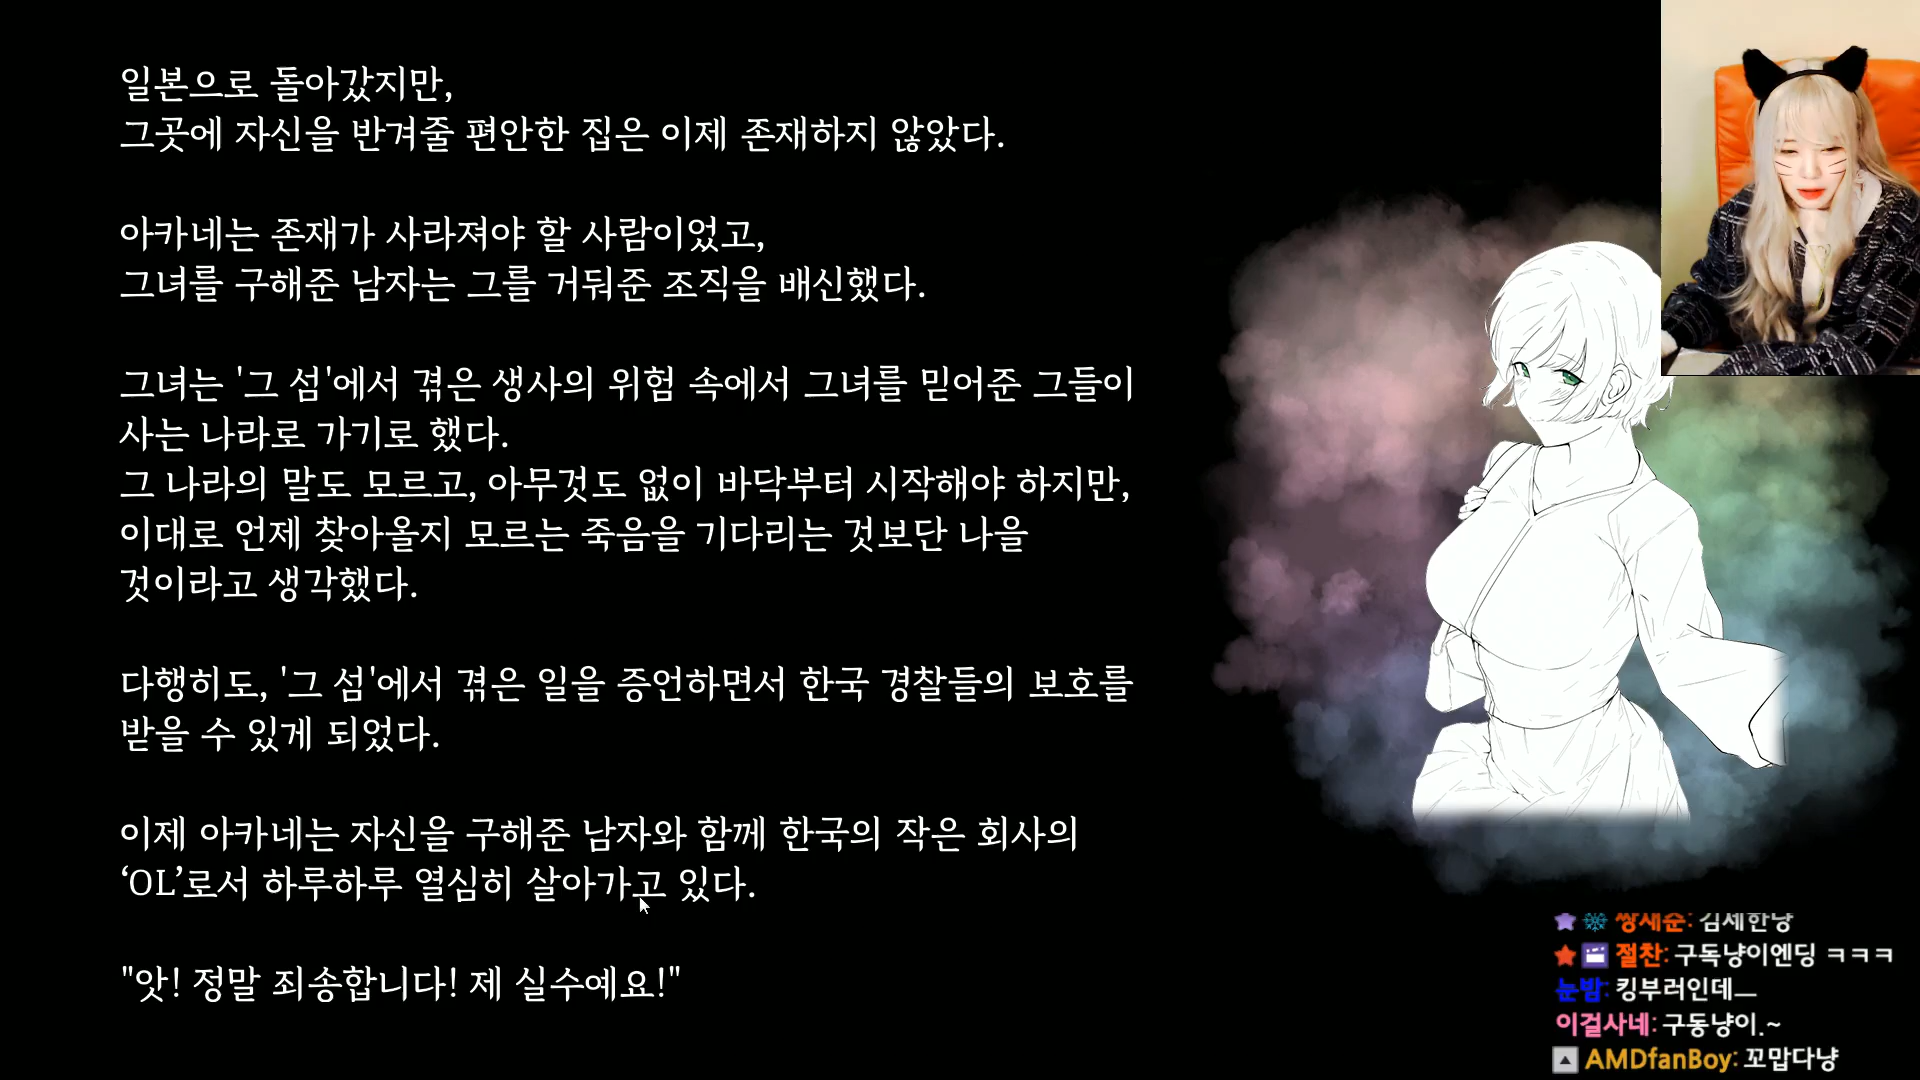 일본으로 돌아갔지만,
그곳에 자신을 반겨줄 편안한 집은 이제 존재하지 않았다.
아카네는 존재가 사라져야 할 사람이었고,
그녀를 구해준 남자는 그를 거둬준 조직을 배신했다.
그녀는 '그 섬'에서 겪은 생사의 위험 속에서 그녀를 믿어준 그들이
사는 나라로 가기로 했다.
그 나라의 말도 모르고, 아무것도 없이 바닥부터 시작해야 하지만,
이대로 언제 찾아올지 모르는 죽음을 기다리는 것보단 나을
것이라고 생각했다.
다행히도, '그 섬'에서 겪은 일을 증언하면서 한국 경찰들의 보호를
받을 수 있게 되었다.
이제 아카네는 자신을 구해준 남자와 함께 한국의 작은 회사의
‘OL’로서 하루하루 열심히 살아가고 있다.
"앗! 정말 죄송합니다! 제 실수예요!"
쌍새준: 김세한냥
절찬: 구독냥이엔딩 ㅋㅋㅋ
눈밤: 킹부러인데ㅡ
이걸사네: 구동냥이.~
AMDfanBoy: 꼬맙다냥